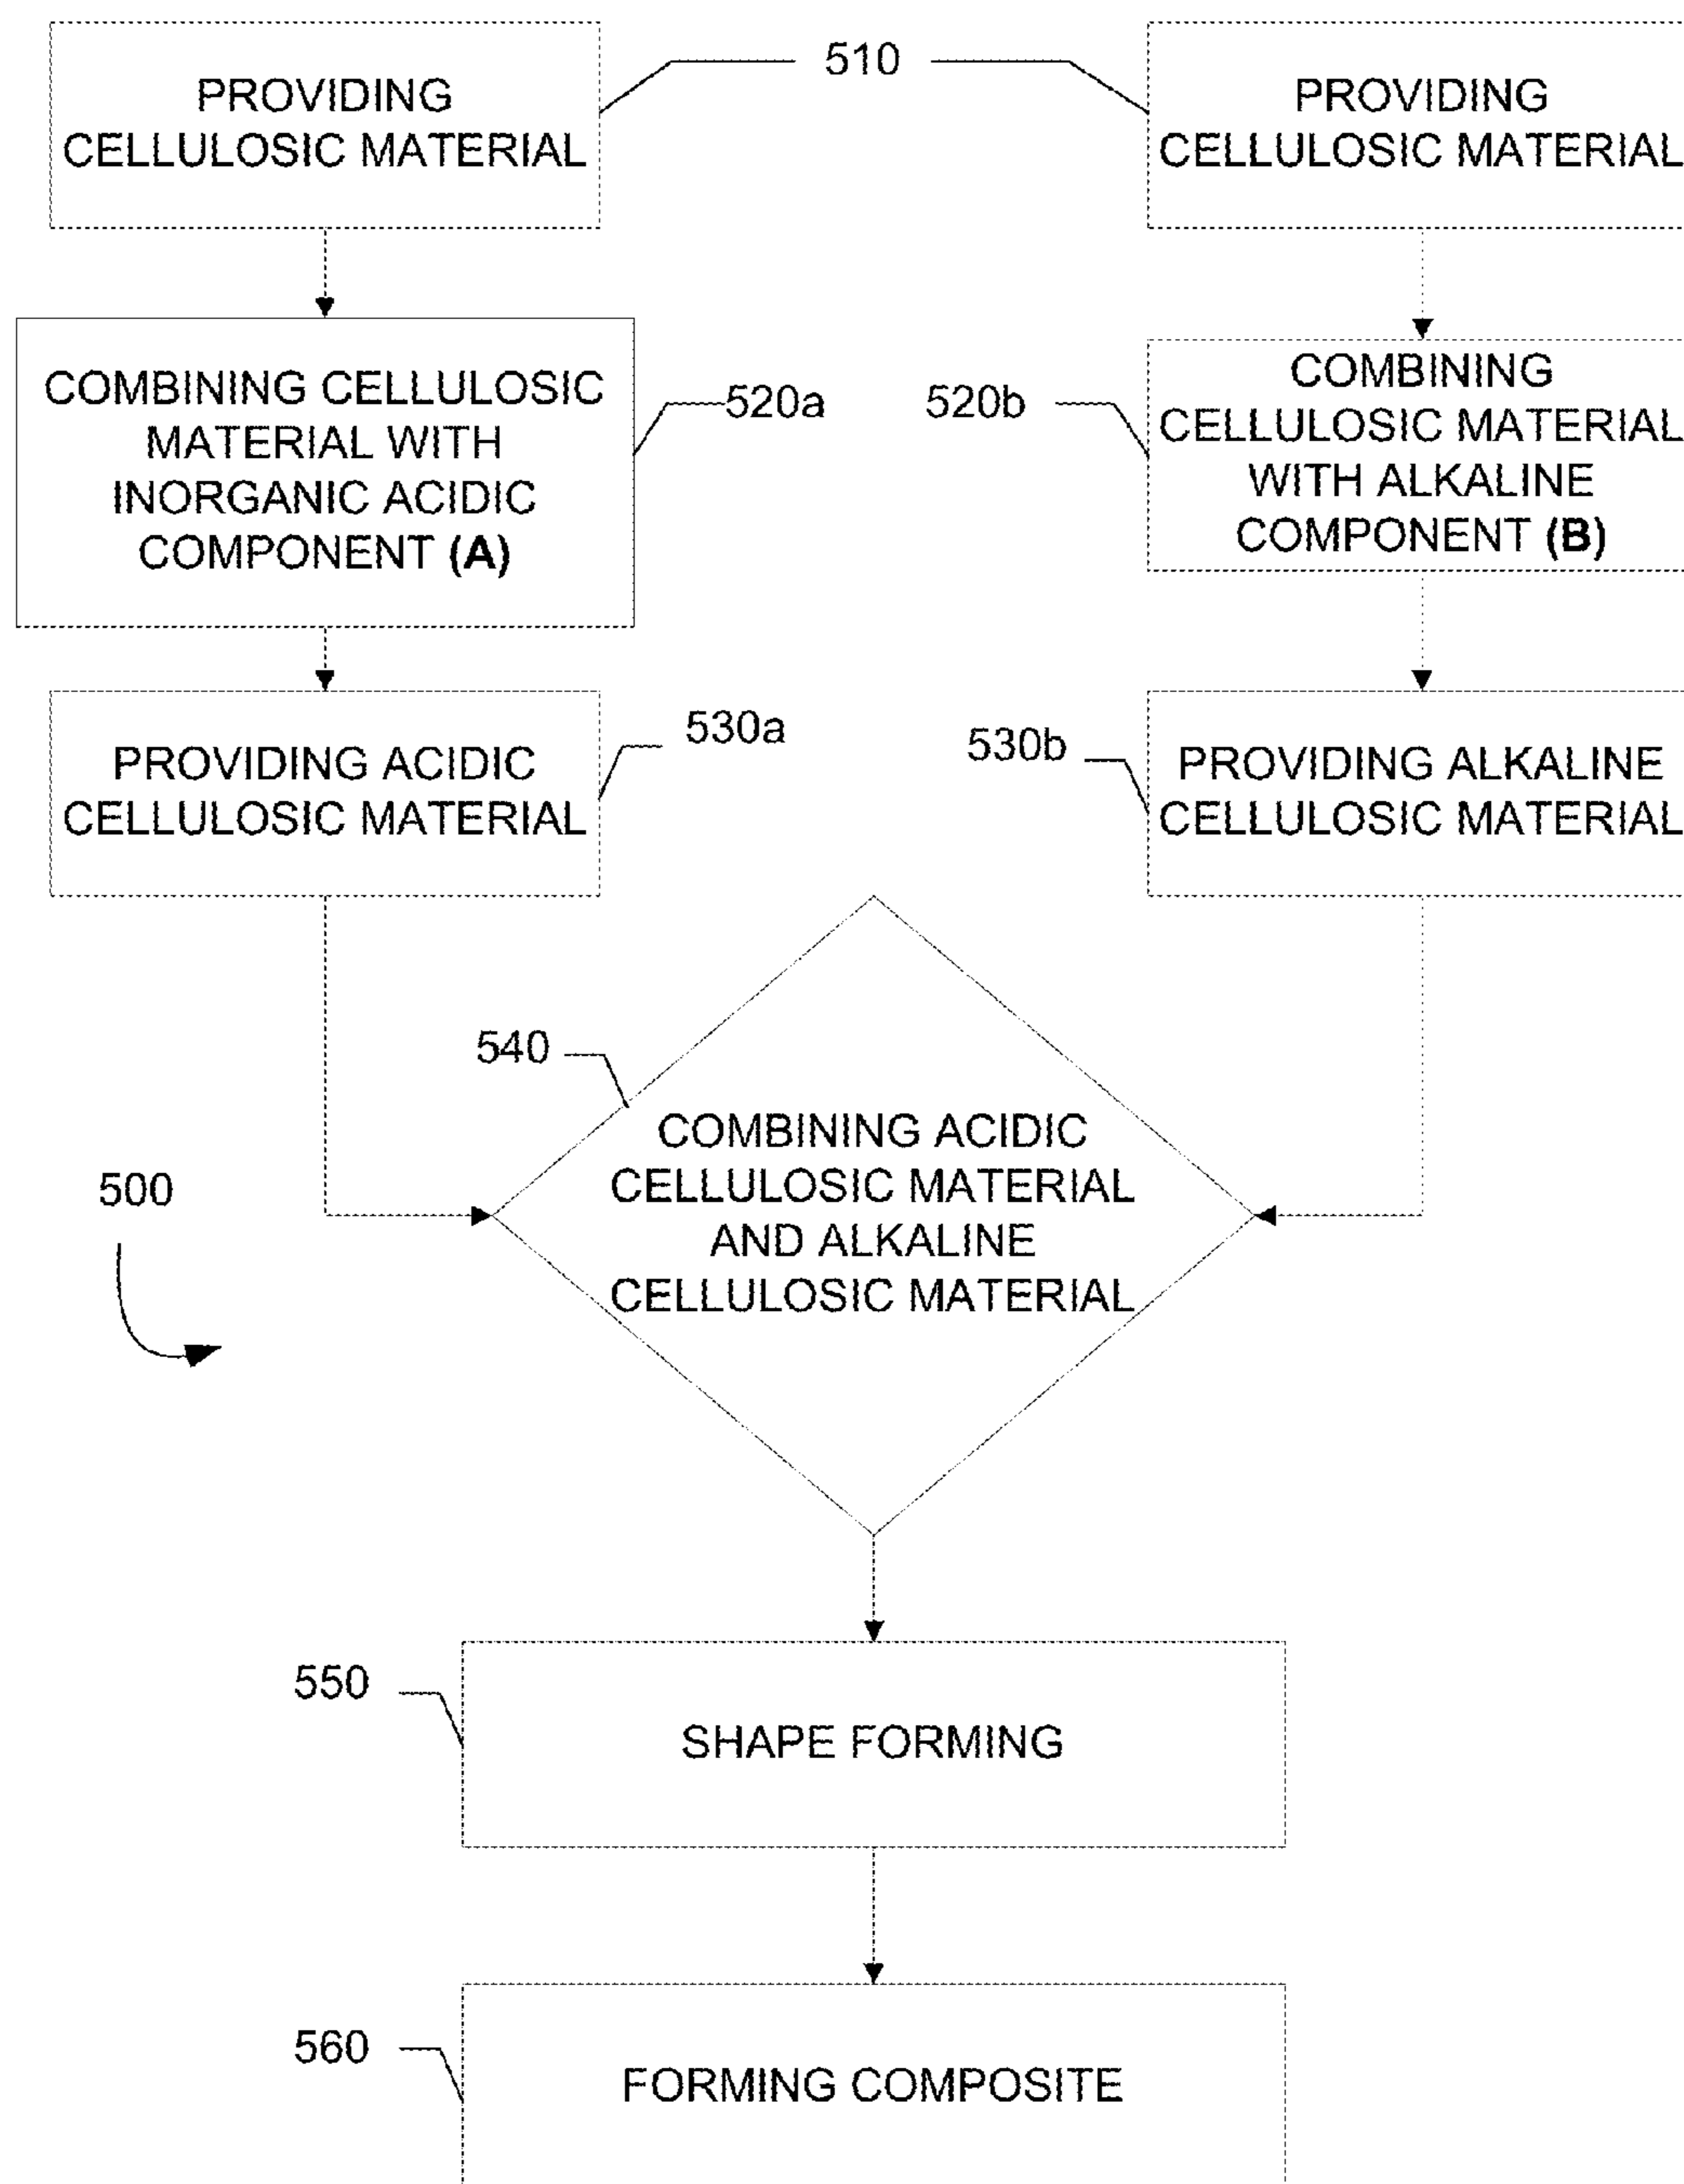 510
PROVIDING
CELLULOSIC MATERIAL
PROVIDING
CELLULOSIC MATERIAL
COMBINING CELLULOSIC
MATERIAL WITH
INORGANIC ACIDIC
COMPONENT (A)
520a
520b
COMBINING
CELLULOSIC MATERIAL
WITH ALKALINE
COMPONENT (B)
PROVIDING ACIDIC
CELLULOSIC MATERIAL
530a
530b
PROVIDING ALKALINE
CELLULOSIC MATERIAL
540
COMBINING ACIDIC
CELLULOSIC MATERIAL
AND ALKALINE
CELLULOSIC MATERIAL
500
550
SHAPE FORMING
560
FORMING COMPOSITE